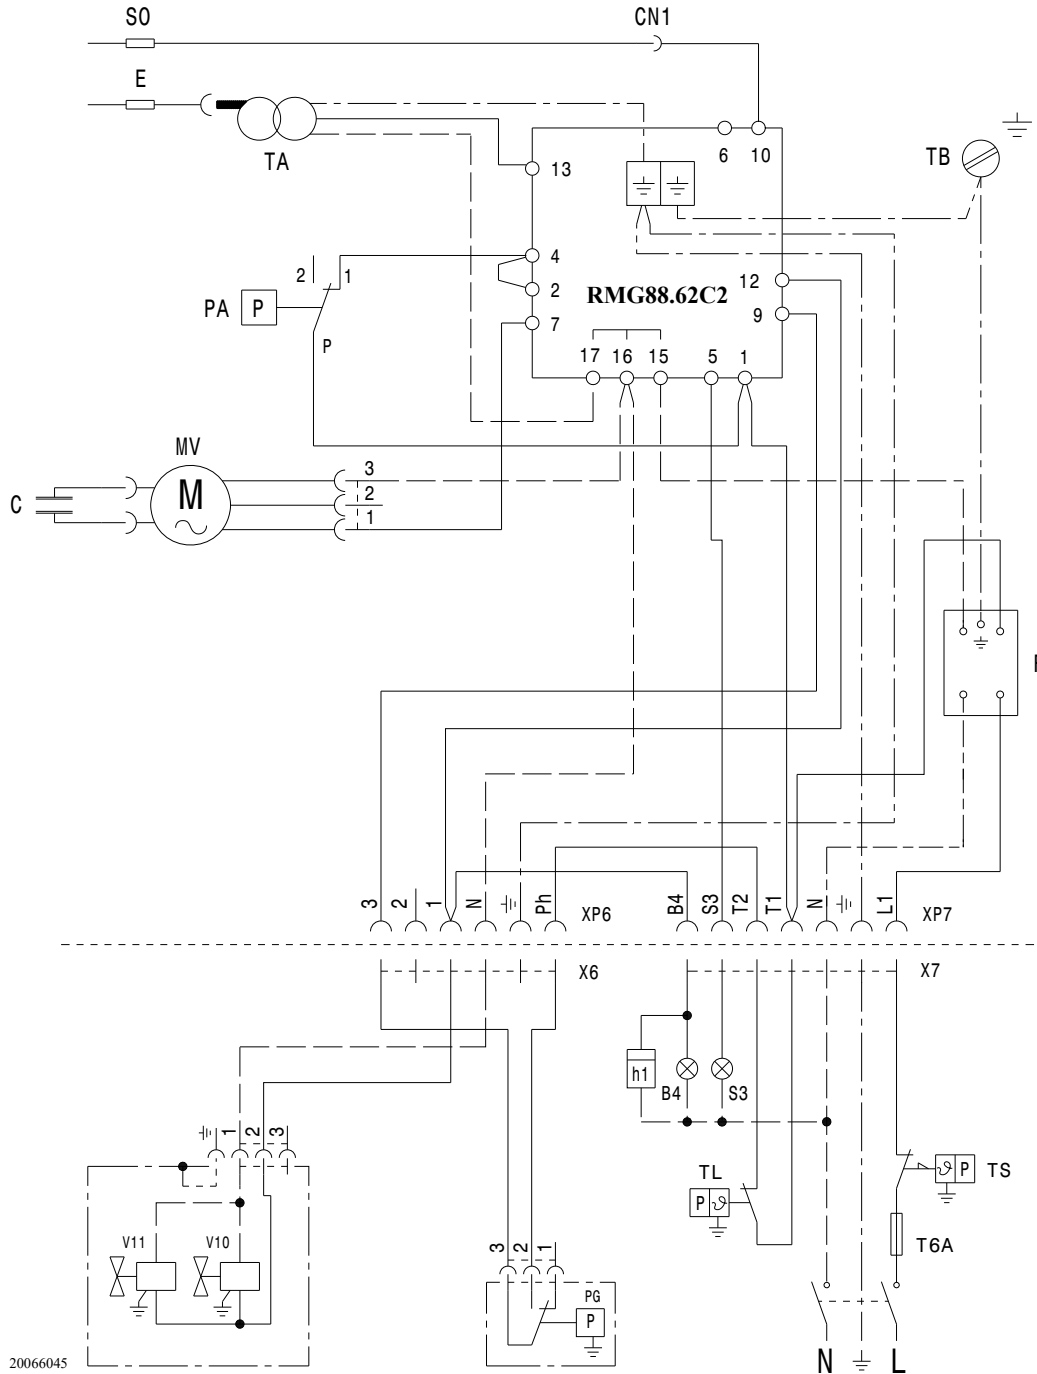 SO
CN1
E
TA
6
10
TB
13
4
2
1
2
PA
P
P
RMG88.62C2
12
9
7
17
16
15
5
1
MV
M
C
3
2
1
3
2
1
N
Ph
XP6
B4
S3
T2
T1
N
L1
XP7
X6
X7
h1
B4
S3
1
2
3
TL
P
P
TS
V11
V10
T6A
3
2
1
PG
P
N
L
20066045